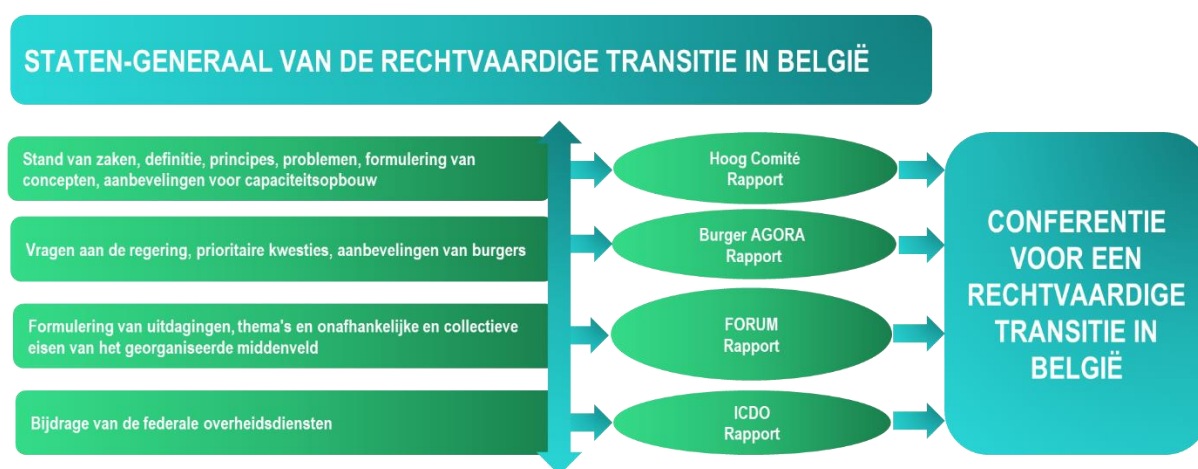 STATEN-GENERAAL VAN DE RECHTVAARDIGE TRANSITIE IN BELGIË
Stand van zaken, definitie, principes, problemen, formulering van
concepten, aanbevelingen voor capaciteitsopbouw
Hoog Comité
Rapport
Vragen aan de regering, prioritaire kwesties, aanbevelingen van burgers
Burger AGORA
Rapport
Formulering van uitdagingen, thema's en onafhankelijke en collectieve
eisen van het georganiseerde middenveld
FORUM
Rapport
Bijdrage van de federale overheidsdiensten
ICDO
Rapport
CONFERENTIE
VOOR EEN
RECHTVAARDIGE
TRANSITIE IN
BELGIË